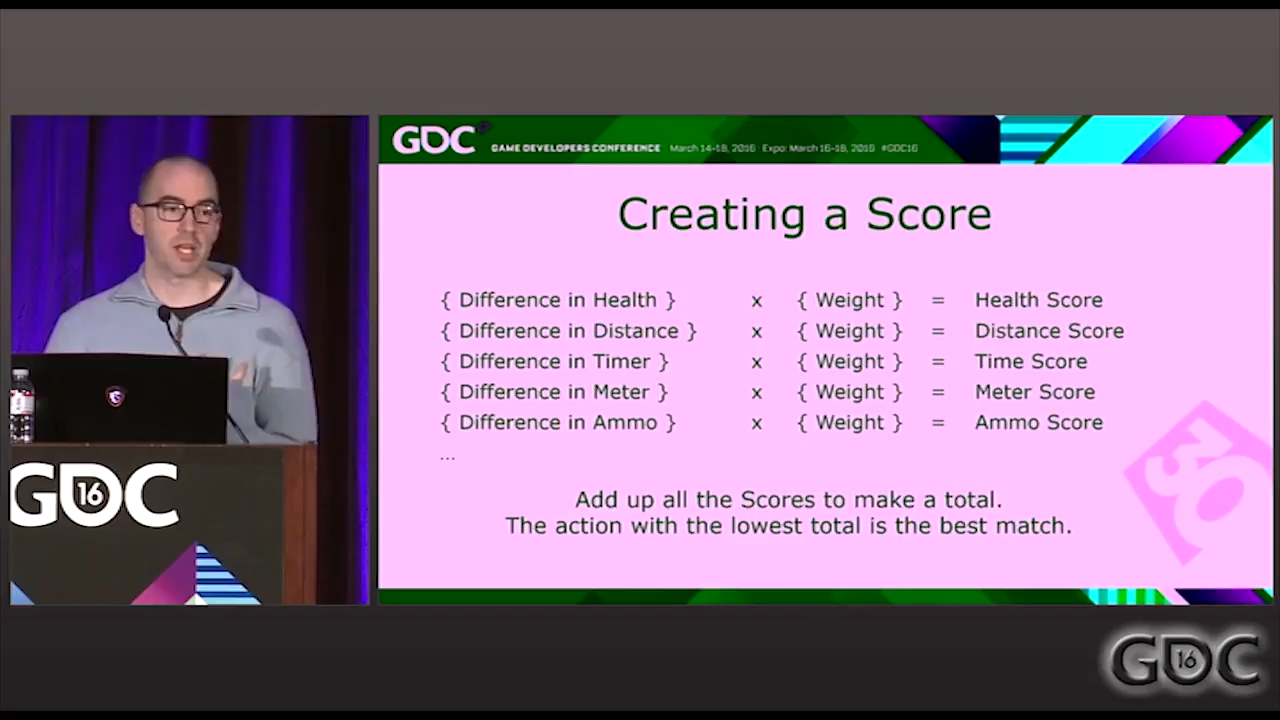 GDC
GAME DEVELOPERS CONFERENCE March 14-18, 2016 · Expo: March 16-18, 2016 #GDC16
Creating a Score
{ Difference in Health } x { Weight } = Health Score
{ Difference in Distance } x { Weight } = Distance Score
{ Difference in Timer } x { Weight } = Time Score
{ Difference in Meter } x { Weight } = Meter Score
{ Difference in Ammo } x { Weight } = Ammo Score
...
Add up all the Scores to make a total.
The action with the lowest total is the best match.
30
GDC
16
GDC
16